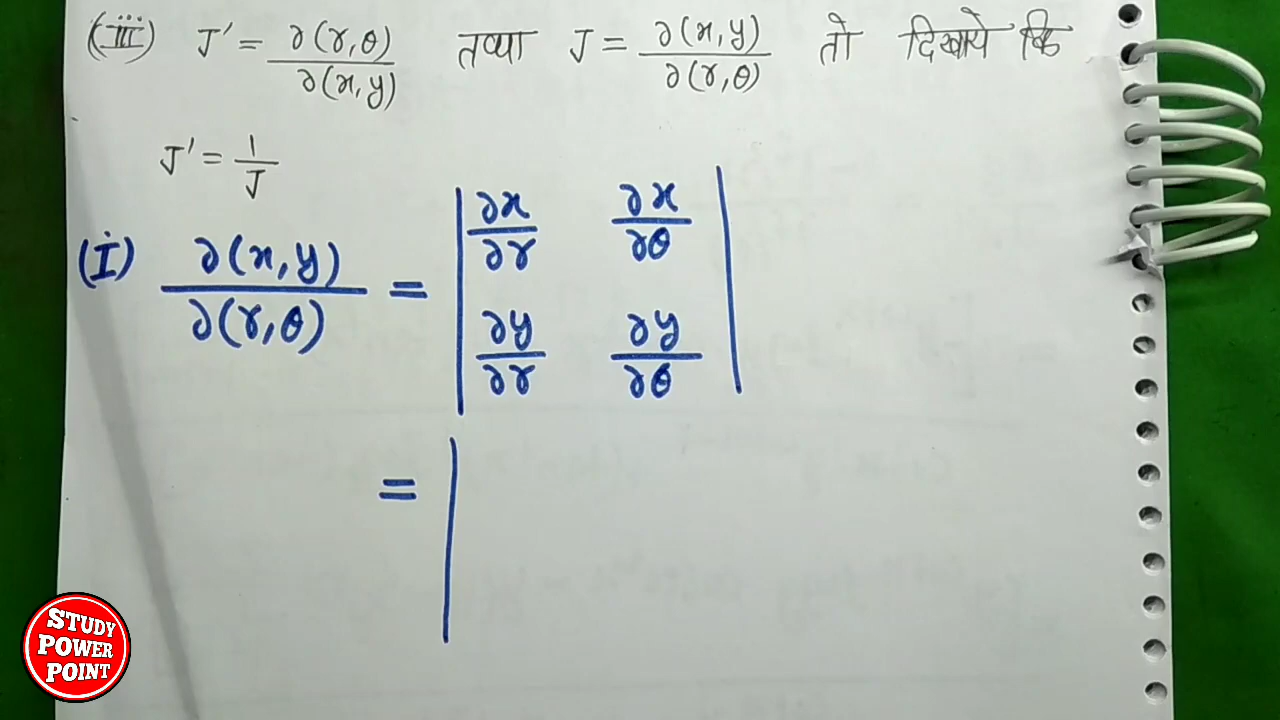 (iii) J' = ∂(r,θ)/∂(x,y) तथा J = ∂(x,y)/∂(r,θ) तो दिखाये कि
J' = 1/J
(I) ∂(x,y)/∂(r,θ) = | ∂x/∂r ∂x/∂θ |
| ∂y/∂r ∂y/∂θ |
= |
STUDY
POWER
POINT